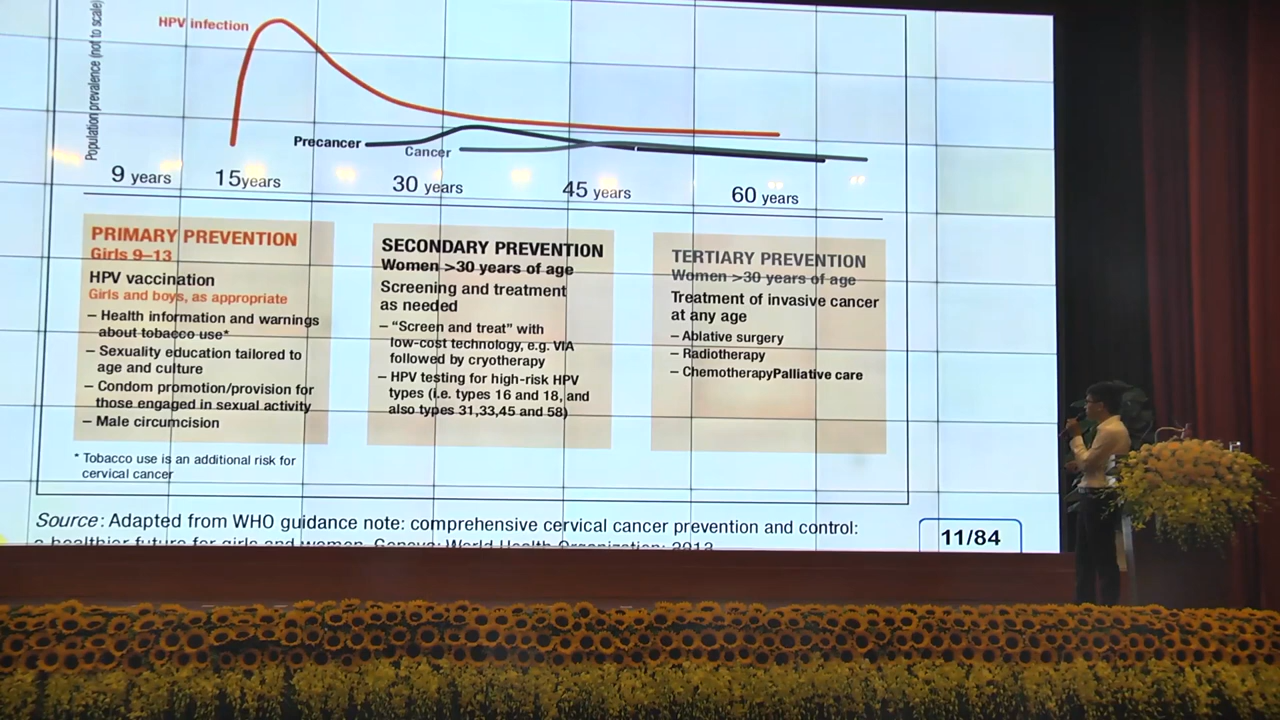 HPV infection
Population prevalence (not to scale)
Precancer
Cancer
9 years
15years
30 years
45 years
60 years
PRIMARY PREVENTION
Girls 9–13
HPV vaccination
Girls and boys, as appropriate
– Health information and warnings
about tobacco use*
– Sexuality education tailored to
age and culture
– Condom promotion/provision for
those engaged in sexual activity
– Male circumcision
SECONDARY PREVENTION
Women >30 years of age
Screening and treatment
as needed
– “Screen and treat” with
low-cost technology, e.g. VIA
followed by cryotherapy
– HPV testing for high-risk HPV
types (i.e. types 16 and 18, and
also types 31,33,45 and 58)
TERTIARY PREVENTION
Women >30 years of age
Treatment of invasive cancer
at any age
– Ablative surgery
– Radiotherapy
– ChemotherapyPalliative care
* Tobacco use is an additional risk for
cervical cancer
Source: Adapted from WHO guidance note: comprehensive cervical cancer prevention and control:
a healthier future for girls and women. Geneva: World Health Organization; 2013
11/84